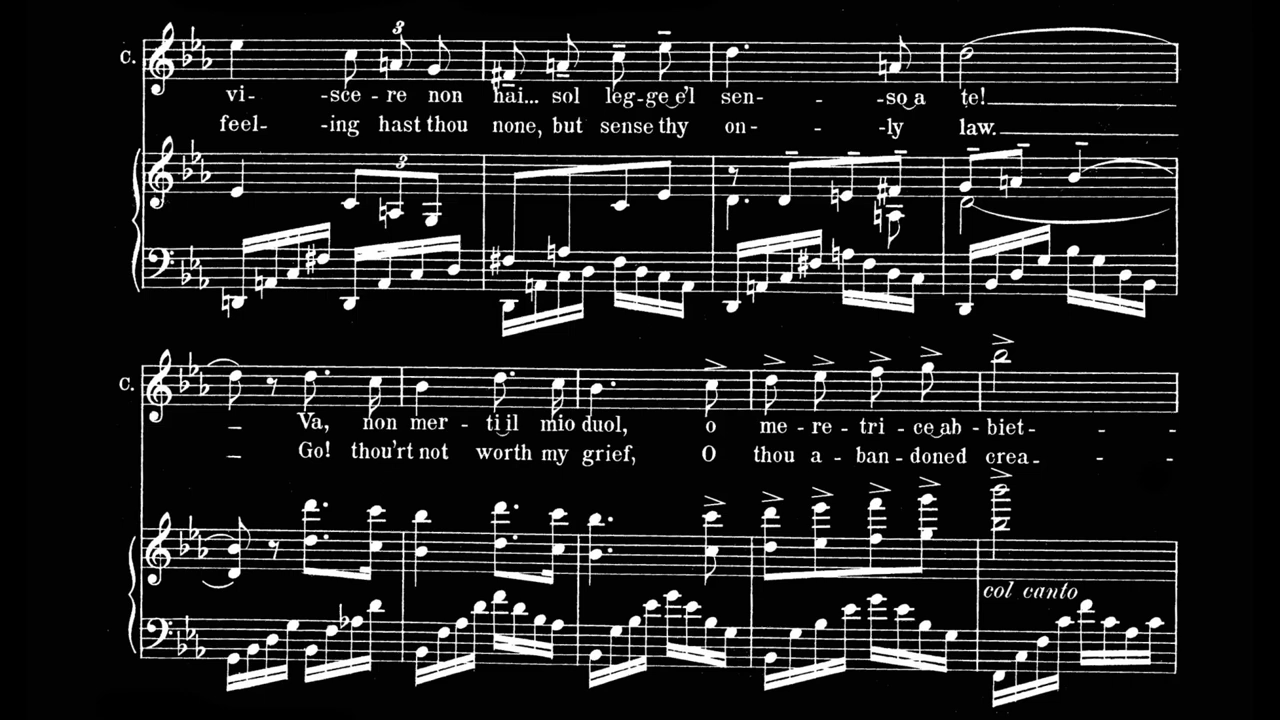 3
C.
vi- -sce - re non hai... sol leg-ge e'l sen- - -so a te!
feel- -ing hast thou none, but sense thy on- - -ly law.
3
C.
– Va, non mer - ti il mio duol, o me - re - tri - ce ab - biet- - -
– Go! thou'rt not worth my grief, O thou a - ban - doned crea- - -
col canto